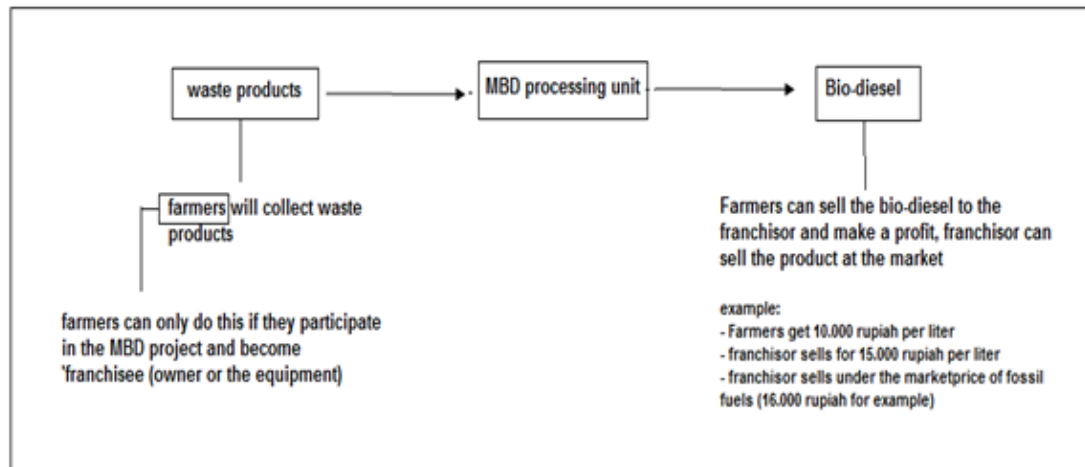 waste products
MBD processing unit
Bio-diesel
farmers will collect waste
products
farmers can only do this if they participate
in the MBD project and become
'franchisee (owner or the equipment)
Farmers can sell the bio-diesel to the
franchisor and make a profit, franchisor can
sell the product at the market
example:
- Farmers get 10.000 rupiah per liter
- franchisor sells for 15.000 rupiah per liter
- franchisor sells under the marketprice of fossil
fuels (16.000 rupiah for example)